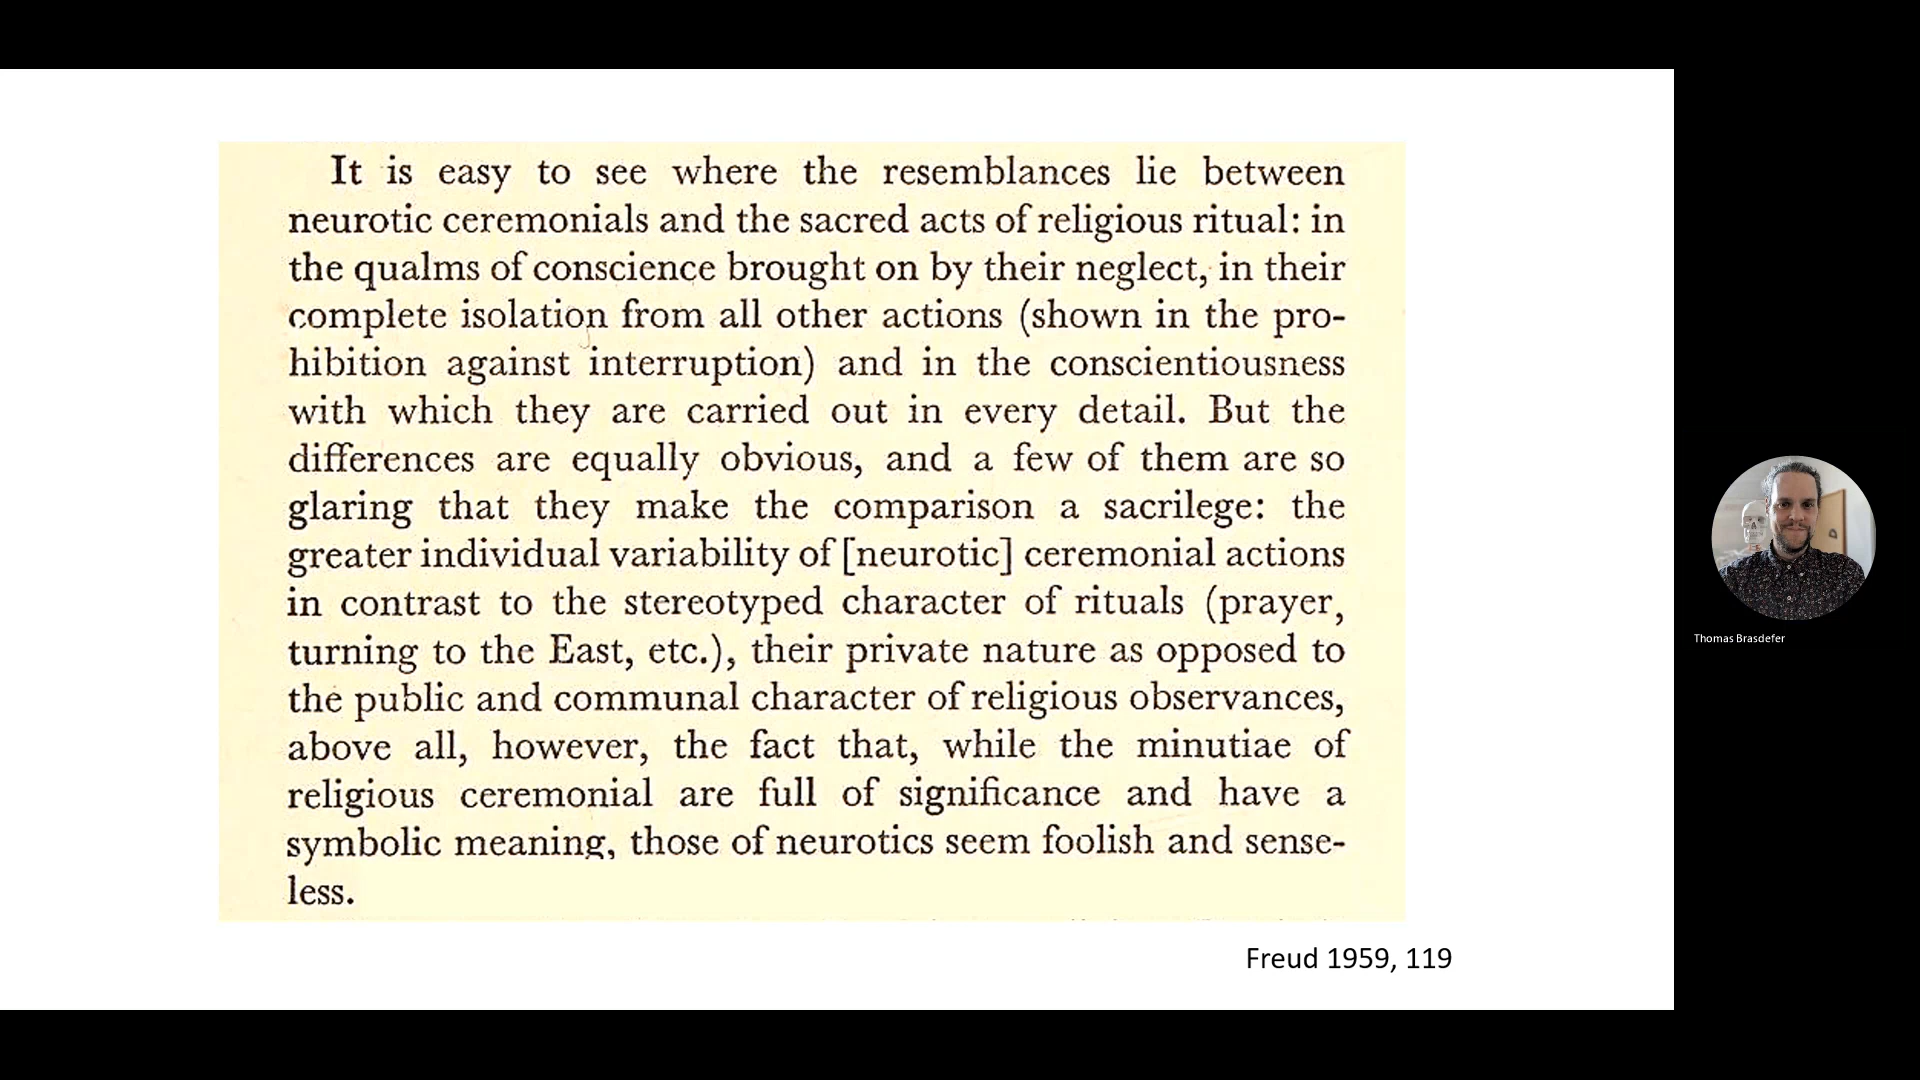 It is easy to see where the resemblances lie between
neurotic ceremonials and the sacred acts of religious ritual: in
the qualms of conscience brought on by their neglect, in their
complete isolation from all other actions (shown in the pro-
hibition against interruption) and in the conscientiousness
with which they are carried out in every detail. But the
differences are equally obvious, and a few of them are so
glaring that they make the comparison a sacrilege: the
greater individual variability of [neurotic] ceremonial actions
in contrast to the stereotyped character of rituals (prayer,
turning to the East, etc.), their private nature as opposed to
the public and communal character of religious observances,
above all, however, the fact that, while the minutiae of
religious ceremonial are full of significance and have a
symbolic meaning, those of neurotics seem foolish and sense-
less.
Freud 1959, 119
Thomas Brasdefer